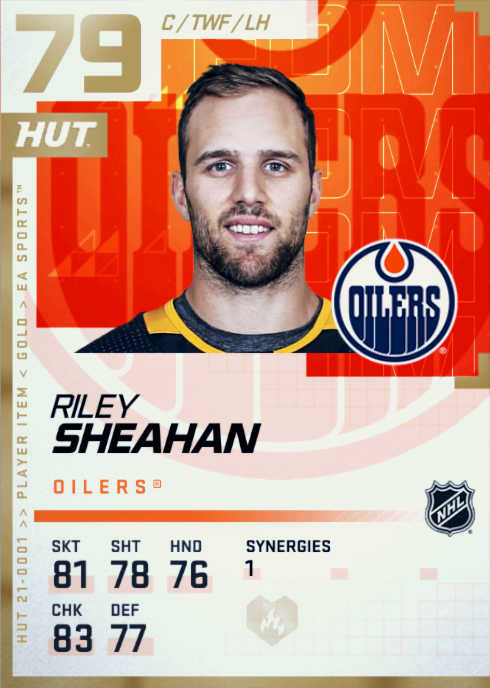 79
C / TWF / LH
HUT
OILERS
OILERS
HUT 21-0001 >> PLAYER ITEM < GOLD > EA SPORTS™
RILEY
SHEAHAN
OILERS®
NHL
SKT SHT HND SYNERGIES
81 78 76 1
CHK DEF
83 77